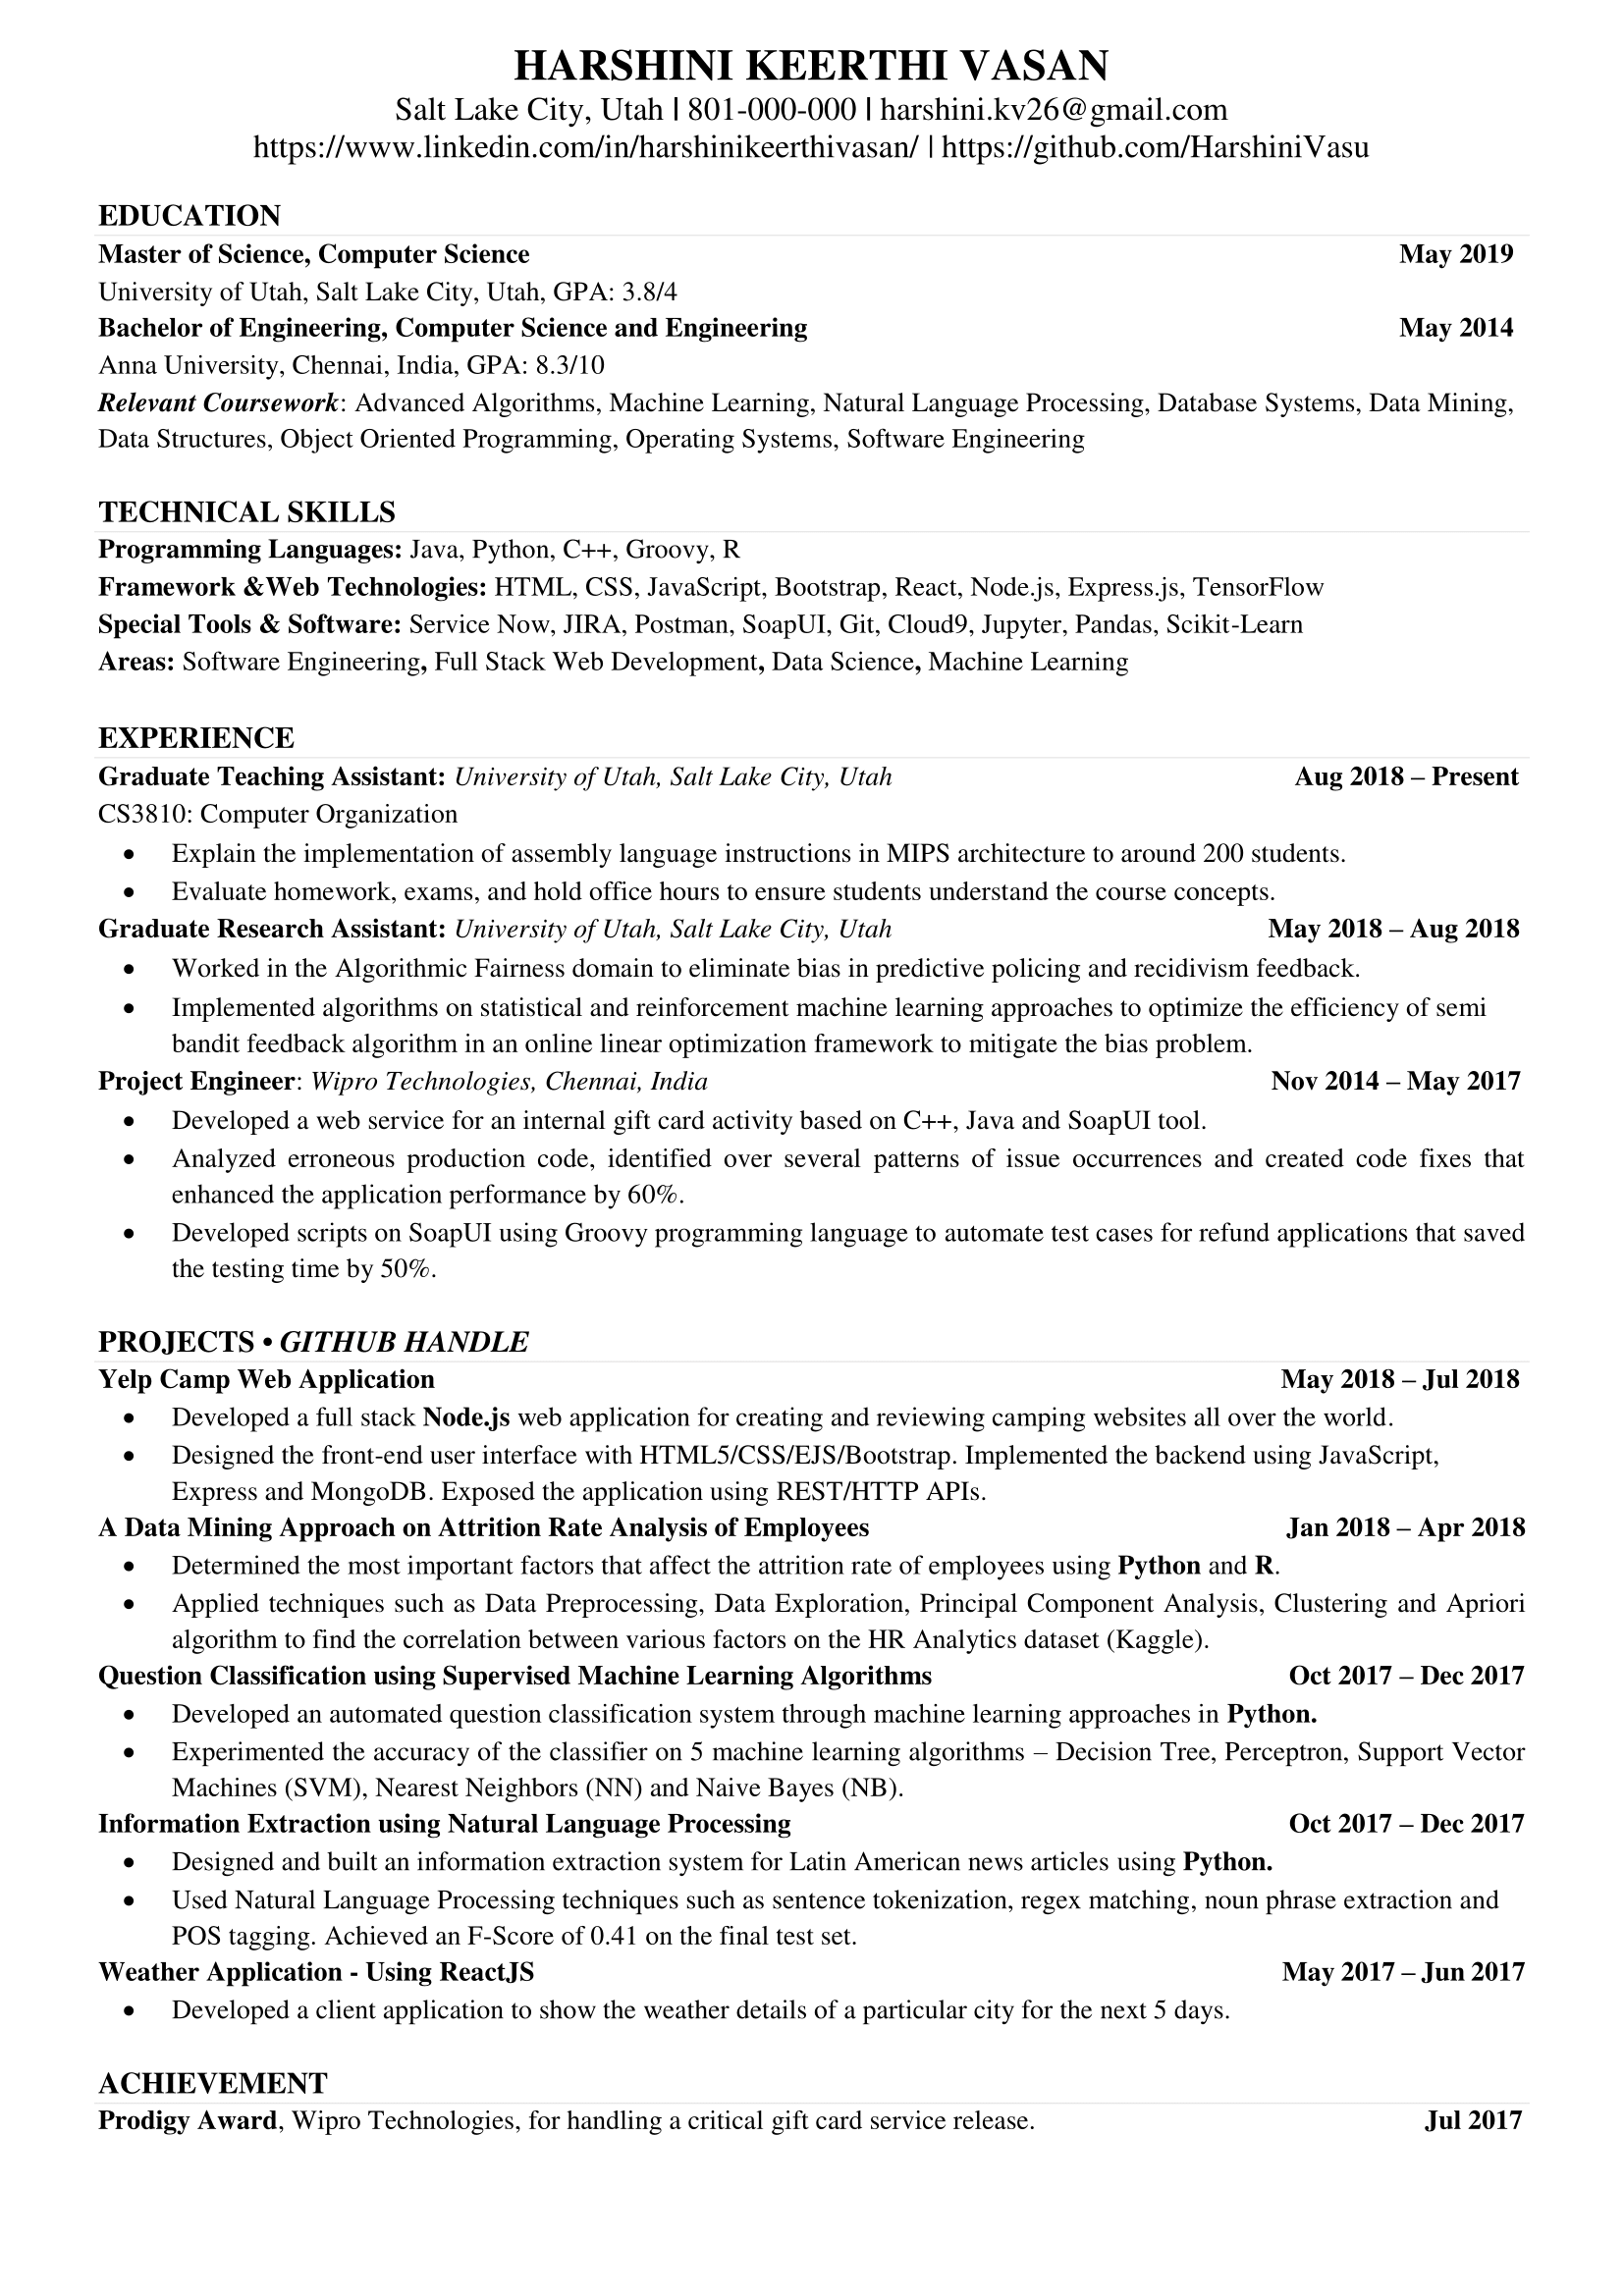 HARSHINI KEERTHI VASAN
Salt Lake City, Utah | 801-000-000 | harshini.kv26@gmail.com
https://www.linkedin.com/in/harshinikeerthivasan/ | https://github.com/HarshiniVasu
EDUCATION
Master of Science, Computer Science May 2019
University of Utah, Salt Lake City, Utah, GPA: 3.8/4
Bachelor of Engineering, Computer Science and Engineering May 2014
Anna University, Chennai, India, GPA: 8.3/10
Relevant Coursework: Advanced Algorithms, Machine Learning, Natural Language Processing, Database Systems, Data Mining,
Data Structures, Object Oriented Programming, Operating Systems, Software Engineering
TECHNICAL SKILLS
Programming Languages: Java, Python, C++, Groovy, R
Framework &Web Technologies: HTML, CSS, JavaScript, Bootstrap, React, Node.js, Express.js, TensorFlow
Special Tools & Software: Service Now, JIRA, Postman, SoapUI, Git, Cloud9, Jupyter, Pandas, Scikit-Learn
Areas: Software Engineering, Full Stack Web Development, Data Science, Machine Learning
EXPERIENCE
Graduate Teaching Assistant: University of Utah, Salt Lake City, Utah Aug 2018 – Present
CS3810: Computer Organization
• Explain the implementation of assembly language instructions in MIPS architecture to around 200 students.
• Evaluate homework, exams, and hold office hours to ensure students understand the course concepts.
Graduate Research Assistant: University of Utah, Salt Lake City, Utah May 2018 – Aug 2018
• Worked in the Algorithmic Fairness domain to eliminate bias in predictive policing and recidivism feedback.
• Implemented algorithms on statistical and reinforcement machine learning approaches to optimize the efficiency of semi
bandit feedback algorithm in an online linear optimization framework to mitigate the bias problem.
Project Engineer: Wipro Technologies, Chennai, India Nov 2014 – May 2017
• Developed a web service for an internal gift card activity based on C++, Java and SoapUI tool.
• Analyzed erroneous production code, identified over several patterns of issue occurrences and created code fixes that
enhanced the application performance by 60%.
• Developed scripts on SoapUI using Groovy programming language to automate test cases for refund applications that saved
the testing time by 50%.
PROJECTS • GITHUB HANDLE
Yelp Camp Web Application May 2018 – Jul 2018
• Developed a full stack Node.js web application for creating and reviewing camping websites all over the world.
• Designed the front-end user interface with HTML5/CSS/EJS/Bootstrap. Implemented the backend using JavaScript,
Express and MongoDB. Exposed the application using REST/HTTP APIs.
A Data Mining Approach on Attrition Rate Analysis of Employees Jan 2018 – Apr 2018
• Determined the most important factors that affect the attrition rate of employees using Python and R.
• Applied techniques such as Data Preprocessing, Data Exploration, Principal Component Analysis, Clustering and Apriori
algorithm to find the correlation between various factors on the HR Analytics dataset (Kaggle).
Question Classification using Supervised Machine Learning Algorithms Oct 2017 – Dec 2017
• Developed an automated question classification system through machine learning approaches in Python.
• Experimented the accuracy of the classifier on 5 machine learning algorithms – Decision Tree, Perceptron, Support Vector
Machines (SVM), Nearest Neighbors (NN) and Naive Bayes (NB).
Information Extraction using Natural Language Processing Oct 2017 – Dec 2017
• Designed and built an information extraction system for Latin American news articles using Python.
• Used Natural Language Processing techniques such as sentence tokenization, regex matching, noun phrase extraction and
POS tagging. Achieved an F-Score of 0.41 on the final test set.
Weather Application - Using ReactJS May 2017 – Jun 2017
• Developed a client application to show the weather details of a particular city for the next 5 days.
ACHIEVEMENT
Prodigy Award, Wipro Technologies, for handling a critical gift card service release. Jul 2017